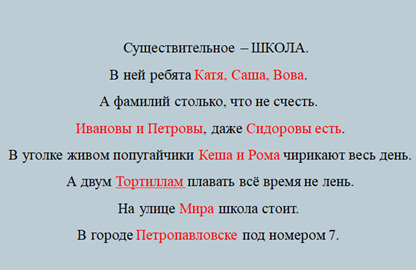 Существительное – ШКОЛА.
В ней ребята Катя, Саша, Вова.
А фамилий столько, что не счесть.
Ивановы и Петровы, даже Сидоровы есть.
В уголке живом попугайчики Кеша и Рома чирикают весь день.
А двум Тортиллам плавать всё время не лень.
На улице Мира школа стоит.
В городе Петропавловске под номером 7.